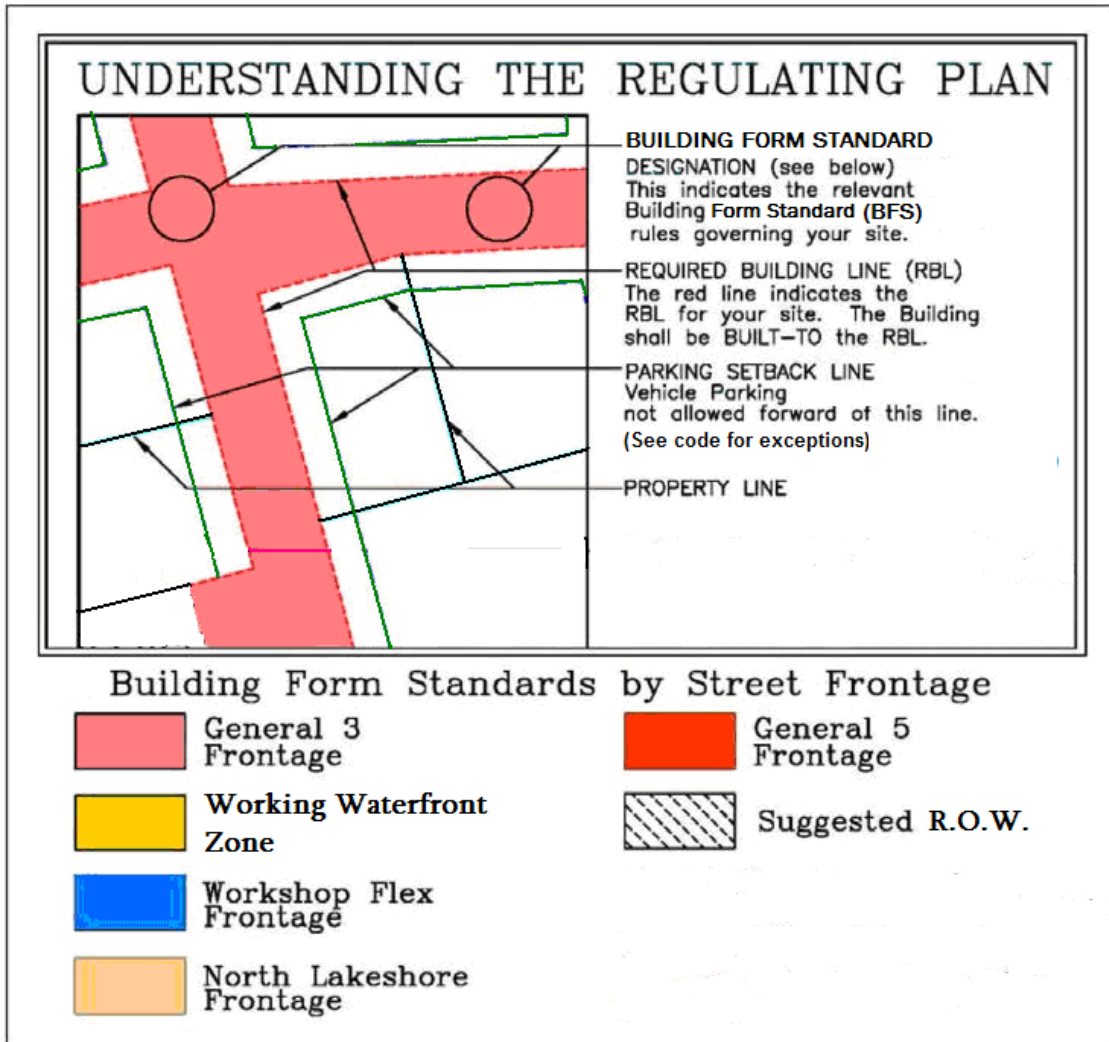 UNDERSTANDING THE REGULATING PLAN
BUILDING FORM STANDARD
DESIGNATION (see below)
This indicates the relevant
Building Form Standard (BFS)
rules governing your site.
REQUIRED BUILDING LINE (RBL)
The red line indicates the
RBL for your site. The Building
shall be BUILT-TO the RBL.
PARKING SETBACK LINE
Vehicle Parking
not allowed forward of this line.
(See code for exceptions)
PROPERTY LINE
Building Form Standards by Street Frontage
General 3
Frontage
General 5
Frontage
Working Waterfront
Zone
Suggested R.O.W.
Workshop Flex
Frontage
North Lakeshore
Frontage